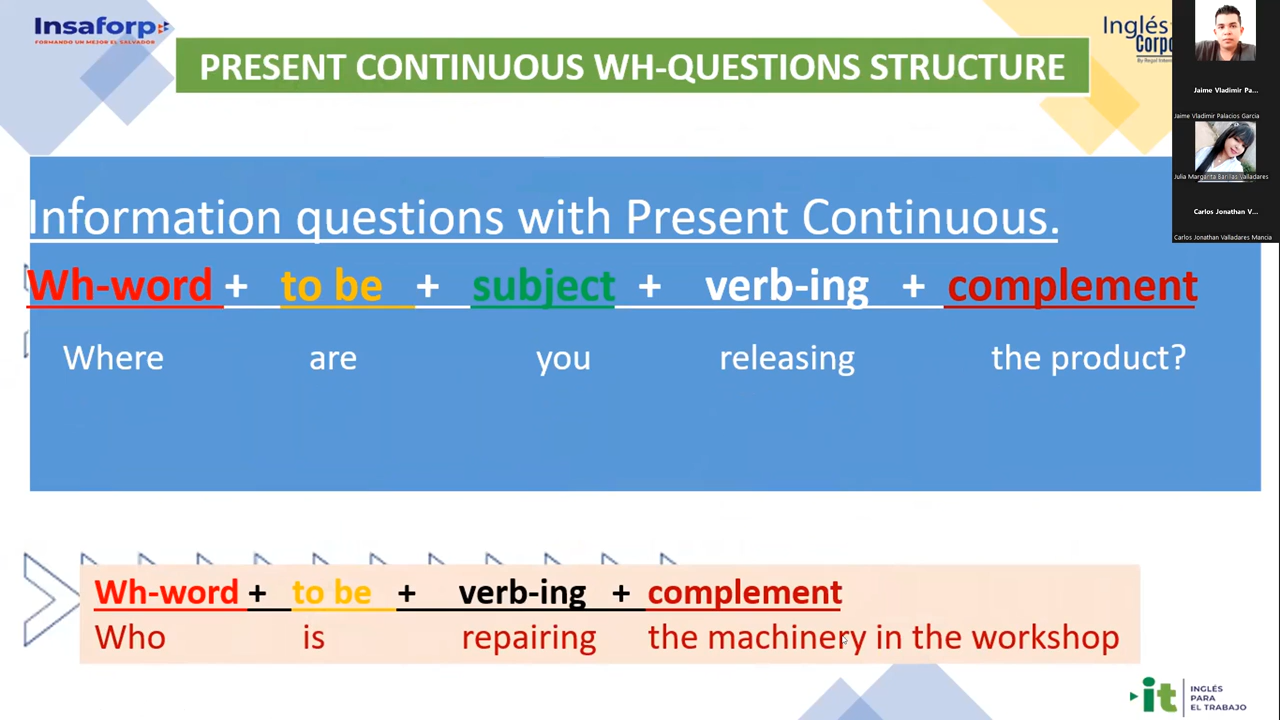 Insaforp
FORMANDO UN MEJOR EL SALVADOR
PRESENT CONTINUOUS WH-QUESTIONS STRUCTURE
Inglés
Corpo
Jaime Vladimir Pa...
Jaime Vladimir Palacios Garcia
Julia Margarita Barillas Valladares
Carlos Jonathan V...
Carlos Jonathan Valladares Mancia
Information questions with Present Continuous.
Wh-word + to be + subject + verb-ing + complement
Where are you releasing the product?
Wh-word + to be + verb-ing + complement
Who is repairing the machinery in the workshop
it INGLÉS
PARA
EL TRABAJO